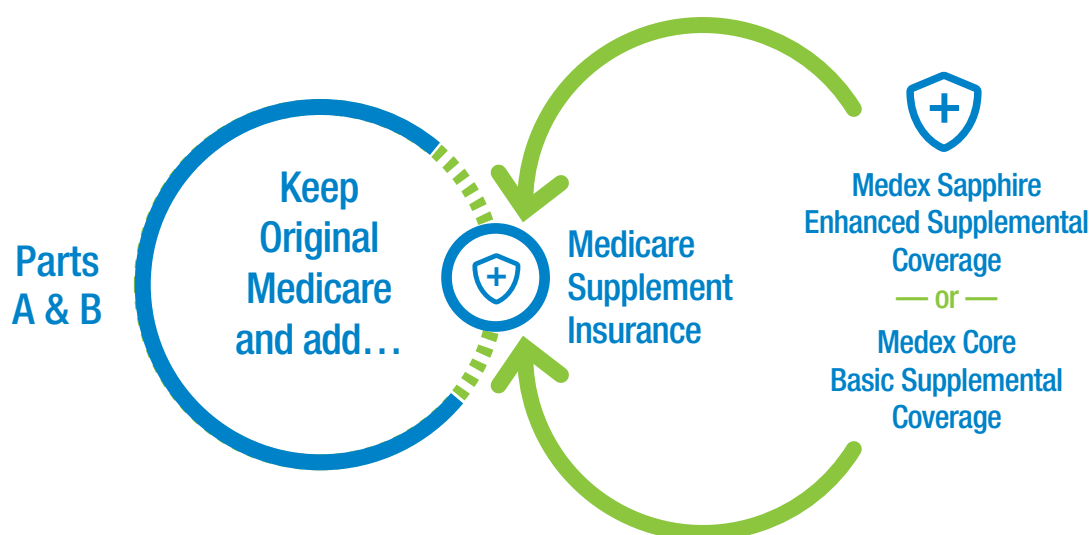 Parts
A & B
Keep
Original
Medicare
and add…
Medicare
Supplement
Insurance
Medex Sapphire
Enhanced Supplemental
Coverage
— or —
Medex Core
Basic Supplemental
Coverage